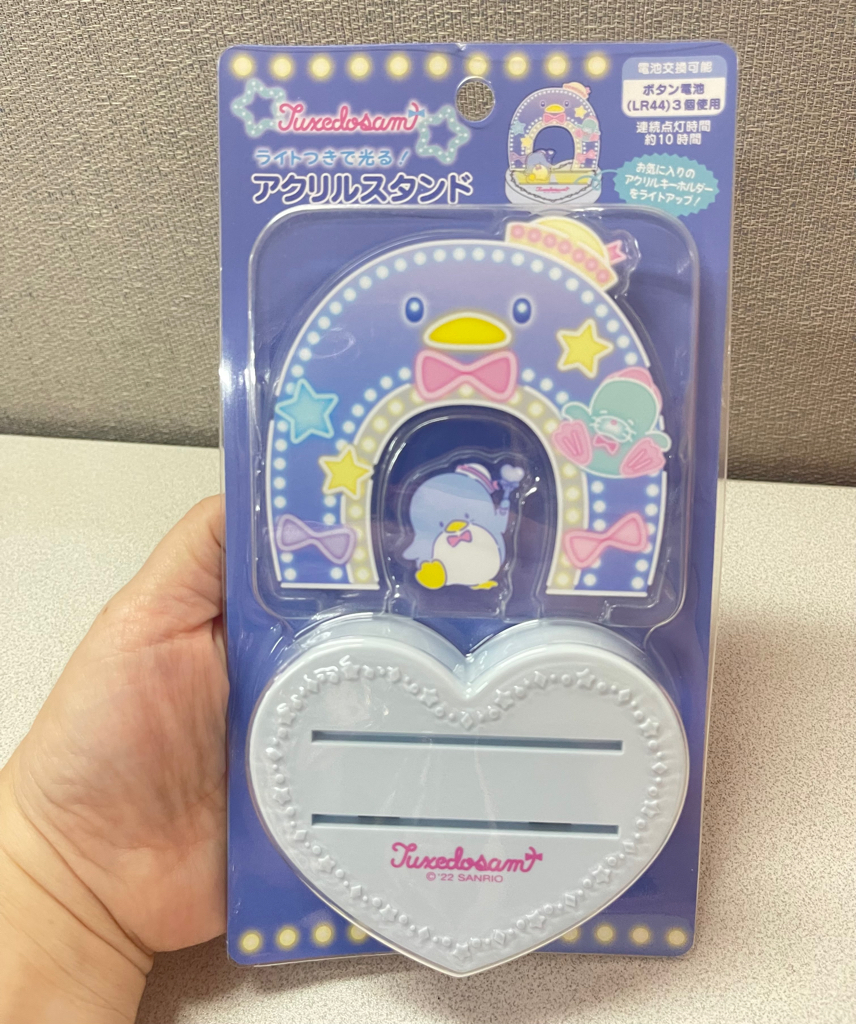 Tuxedosam
ライトつきで光る!
アクリルスタンド
電池交換可能
ボタン電池
(LR44)3個使用
連続点灯時間
約10時間
お気に入りの
アクリルキーホルダー
をライトアップ!
Tuxedosam
Tuxedosam
© '22 SANRIO